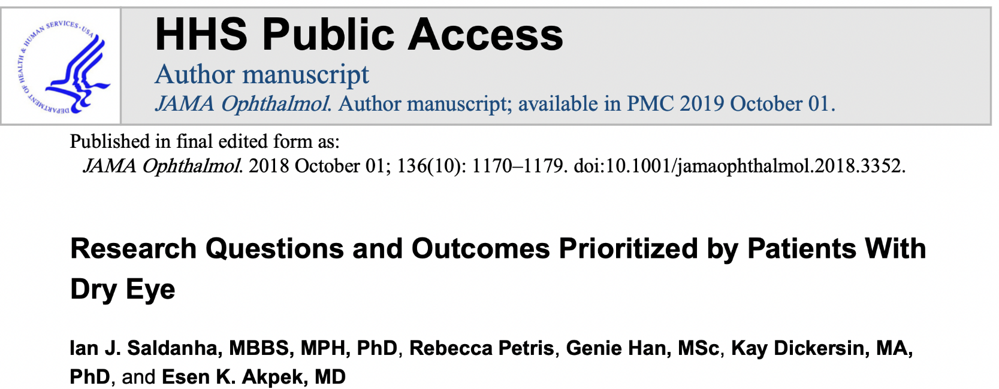 DEPARTMENT OF HEALTH & HUMAN SERVICES · USA
HHS Public Access
Author manuscript
JAMA Ophthalmol. Author manuscript; available in PMC 2019 October 01.
Published in final edited form as:
JAMA Ophthalmol. 2018 October 01; 136(10): 1170–1179. doi:10.1001/jamaophthalmol.2018.3352.
Research Questions and Outcomes Prioritized by Patients With
Dry Eye
Ian J. Saldanha, MBBS, MPH, PhD, Rebecca Petris, Genie Han, MSc, Kay Dickersin, MA,
PhD, and Esen K. Akpek, MD